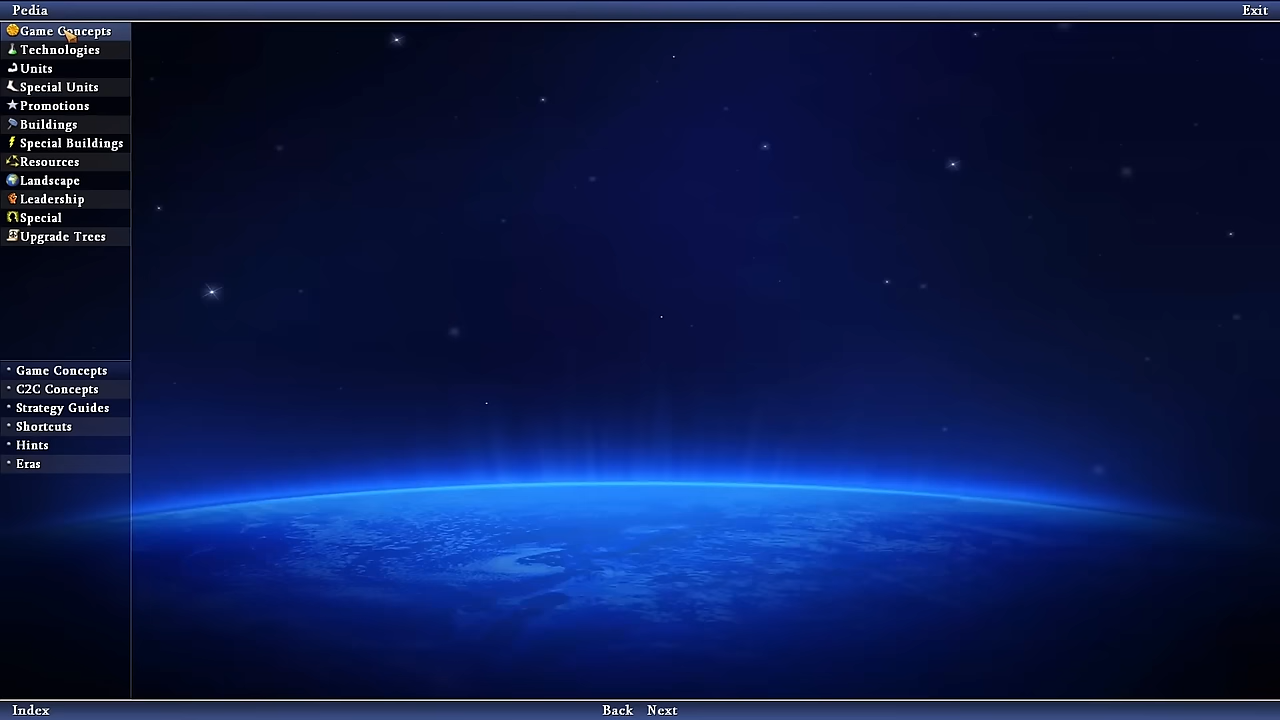 Pedia
Exit
Game Concepts
Technologies
Units
Special Units
Promotions
Buildings
Special Buildings
Resources
Landscape
Leadership
Special
Upgrade Trees
Game Concepts
C2C Concepts
Strategy Guides
Shortcuts
Hints
Eras
Index
Back
Next